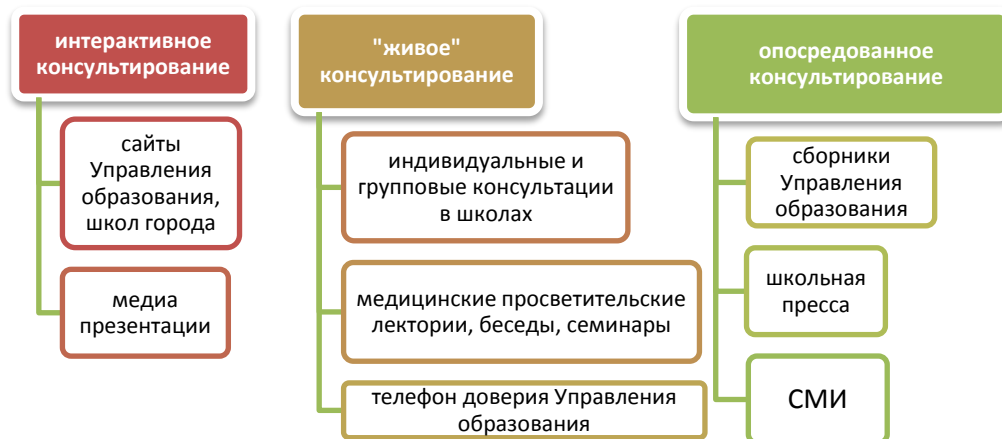 интерактивное
консультирование
сайты
Управления
образования,
школ города
медиа
презентации
"живое"
консультирование
индивидуальные и
групповые консультации
в школах
медицинские просветительские
лектории, беседы, семинары
телефон доверия Управления
образования
опосредованное
консультирование
сборники
Управления
образования
школьная
пресса
СМИ